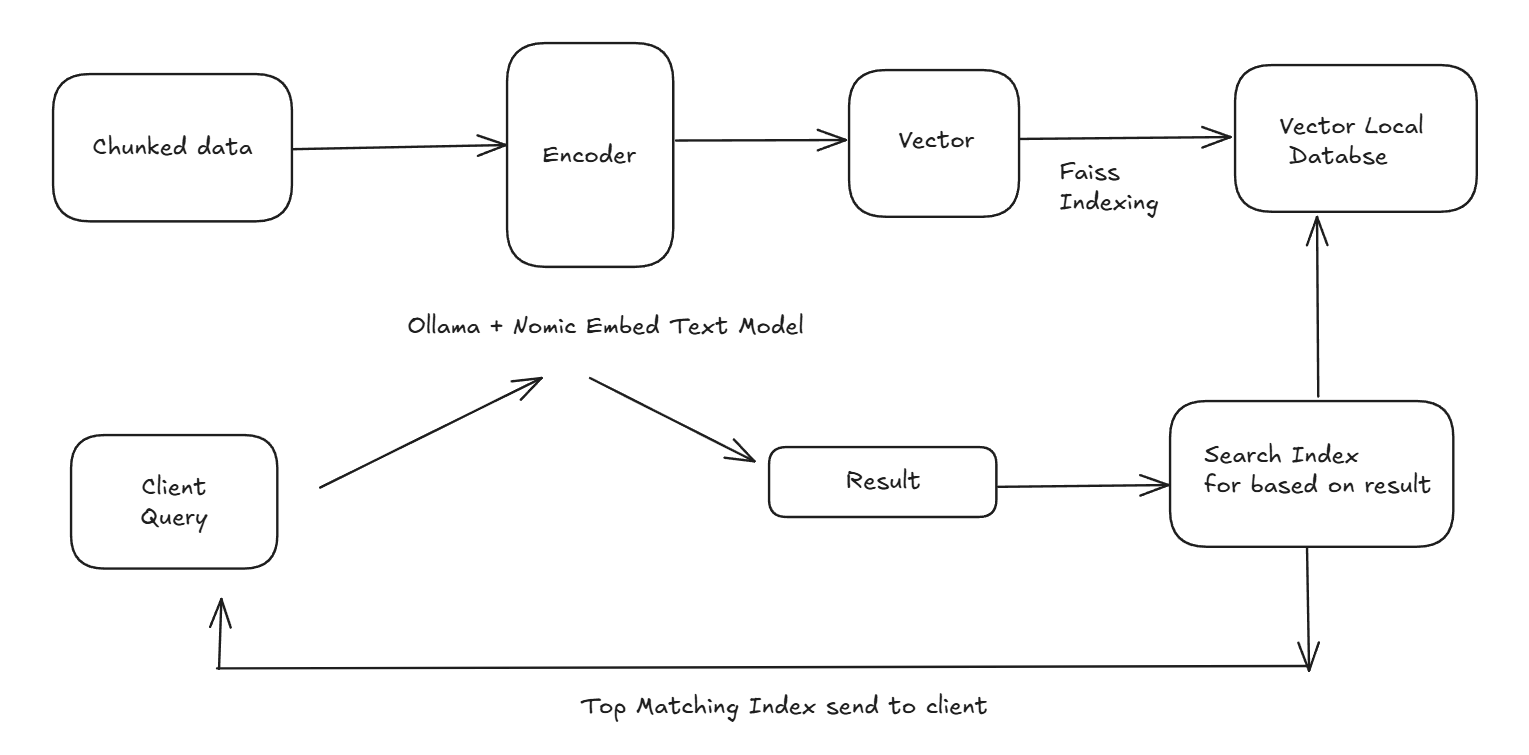 Chunked data
Encoder
Vector
Faiss
Indexing
Vector Local
Databse
Ollama + Nomic Embed Text Model
Client
Query
Result
Search Index
for based on result
Top Matching Index send to client